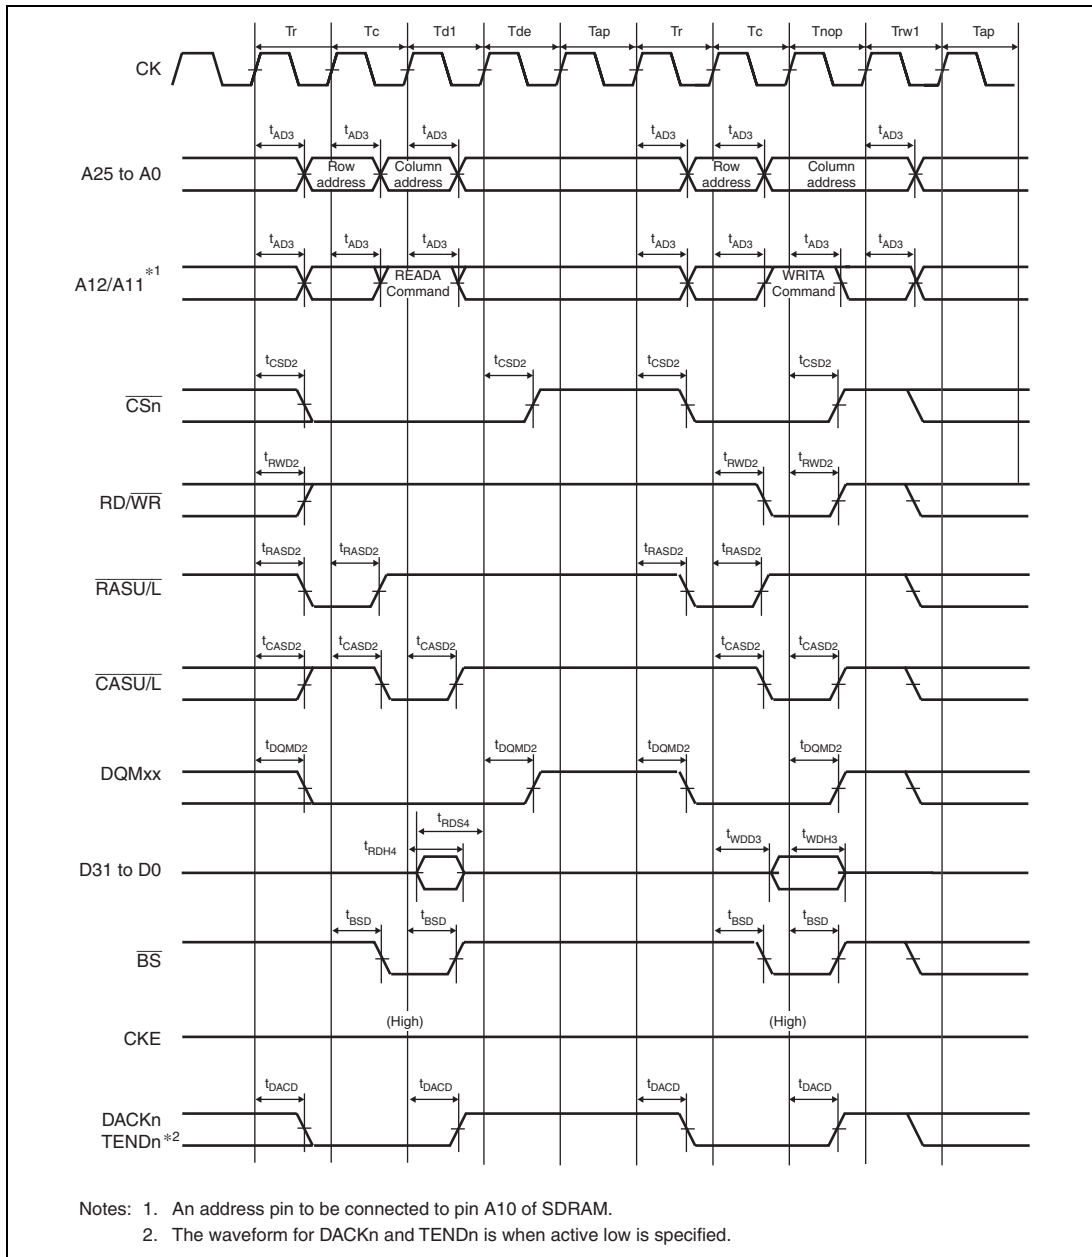 Tr Tc Td1 Tde Tap Tr Tc Tnop Trw1 Tap
CK
tAD3 tAD3 tAD3 tAD3 tAD3 tAD3
A25 to A0
Row address
Column address
Row address
Column address
tAD3 tAD3 tAD3 tAD3 tAD3 tAD3 tAD3
A12/A11*1
READA Command
WRITA Command
tCSD2 tCSD2 tCSD2 tCSD2
CSn
tRWD2 tRWD2 tRWD2
RD/WR
tRASD2 tRASD2 tRASD2 tRASD2
RASU/L
tCASD2 tCASD2 tCASD2 tCASD2 tCASD2
CASU/L
tDQMD2 tDQMD2 tDQMD2 tDQMD2
DQMxx
tRDS4
tRDH4 tWDD3 tWDH3
D31 to D0
tBSD tBSD tBSD tBSD
BS
(High) (High)
CKE
tDACD tDACD tDACD tDACD
DACKn
TENDn*2
Notes: 1. An address pin to be connected to pin A10 of SDRAM.
2. The waveform for DACKn and TENDn is when active low is specified.